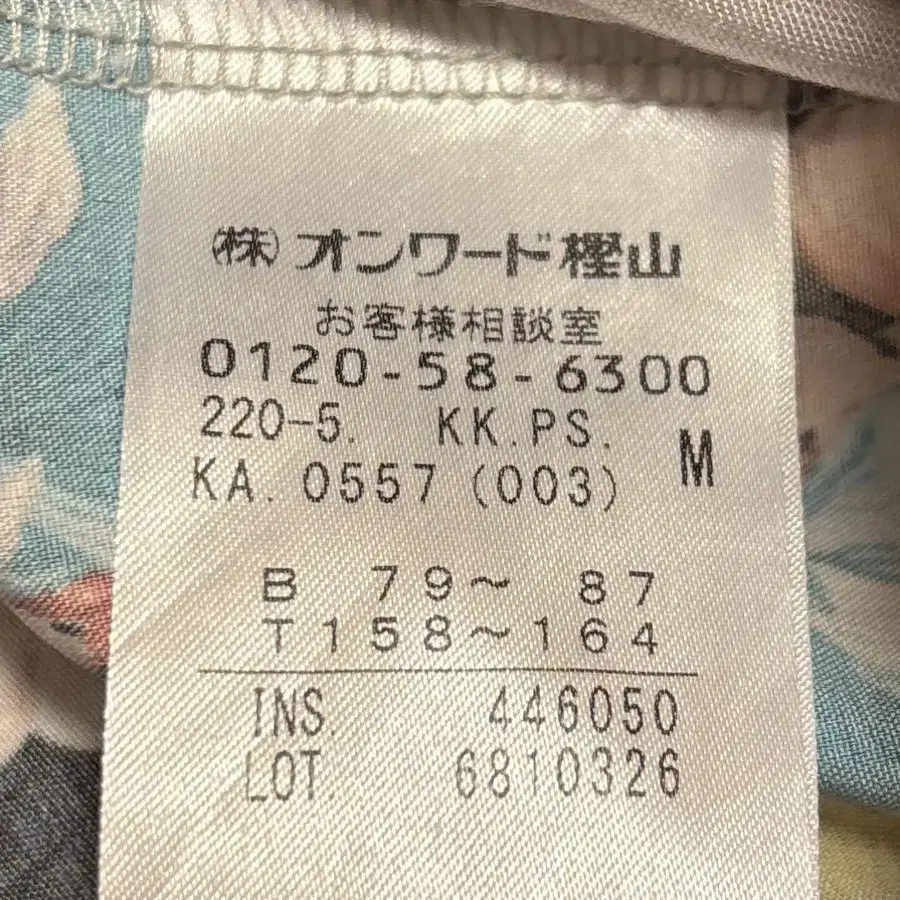 ㈱オンワード樫山
お客様相談室
0120-58-6300
220-5. KK.PS. M
KA. 0557 (003)
B 79～ 87
T158～164
INS. 446050
LOT. 6810326